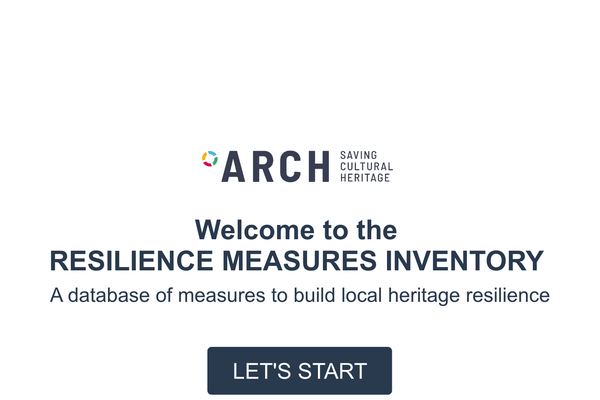 ARCH
SAVING
CULTURAL
HERITAGE
Welcome to the
RESILIENCE MEASURES INVENTORY
A database of measures to build local heritage resilience
LET'S START